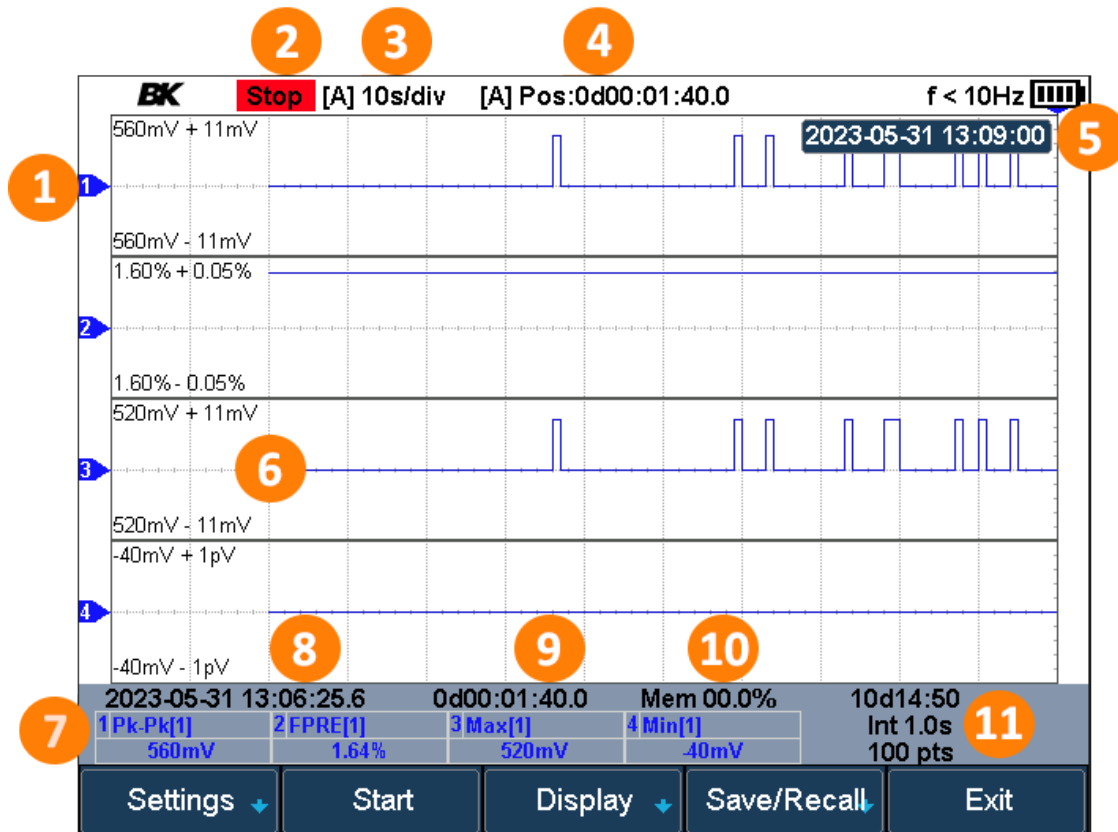 2 3 4
BK Stop [A] 10s/div [A] Pos:0d00:01:40.0 f < 10Hz
560mV + 11mV
2023-05-31 13:09:00 5
1 1
560mV - 11mV
1.60% + 0.05%
2
1.60% - 0.05%
520mV + 11mV
3 6
520mV - 11mV
-40mV + 1pV
4
8 9 10
-40mV - 1pV
2023-05-31 13:06:25.6 0d00:01:40.0 Mem 00.0% 10d14:50
7 1 Pk-Pk[1] 2 FPRE[1] 3 Max[1] 4 Min[1] Int 1.0s 11
560mV 1.64% 520mV -40mV 100 pts
Settings Start Display Save/Recall Exit